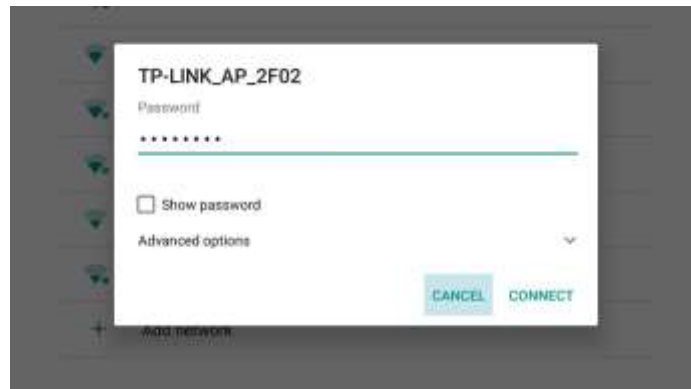 TP-LINK_AP_2F02
Password
••••••••
Show password
Advanced options
CANCEL CONNECT
Add network